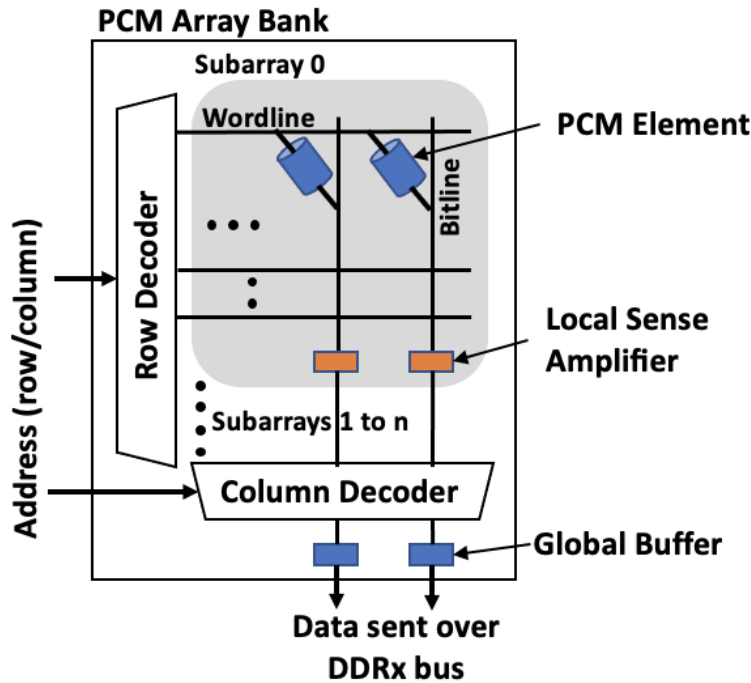 PCM Array Bank
Subarray 0
Wordline
PCM Element
Bitline
Row Decoder
Address (row/column)
Local Sense
Amplifier
Subarrays 1 to n
Column Decoder
Global Buffer
Data sent over
DDRx bus